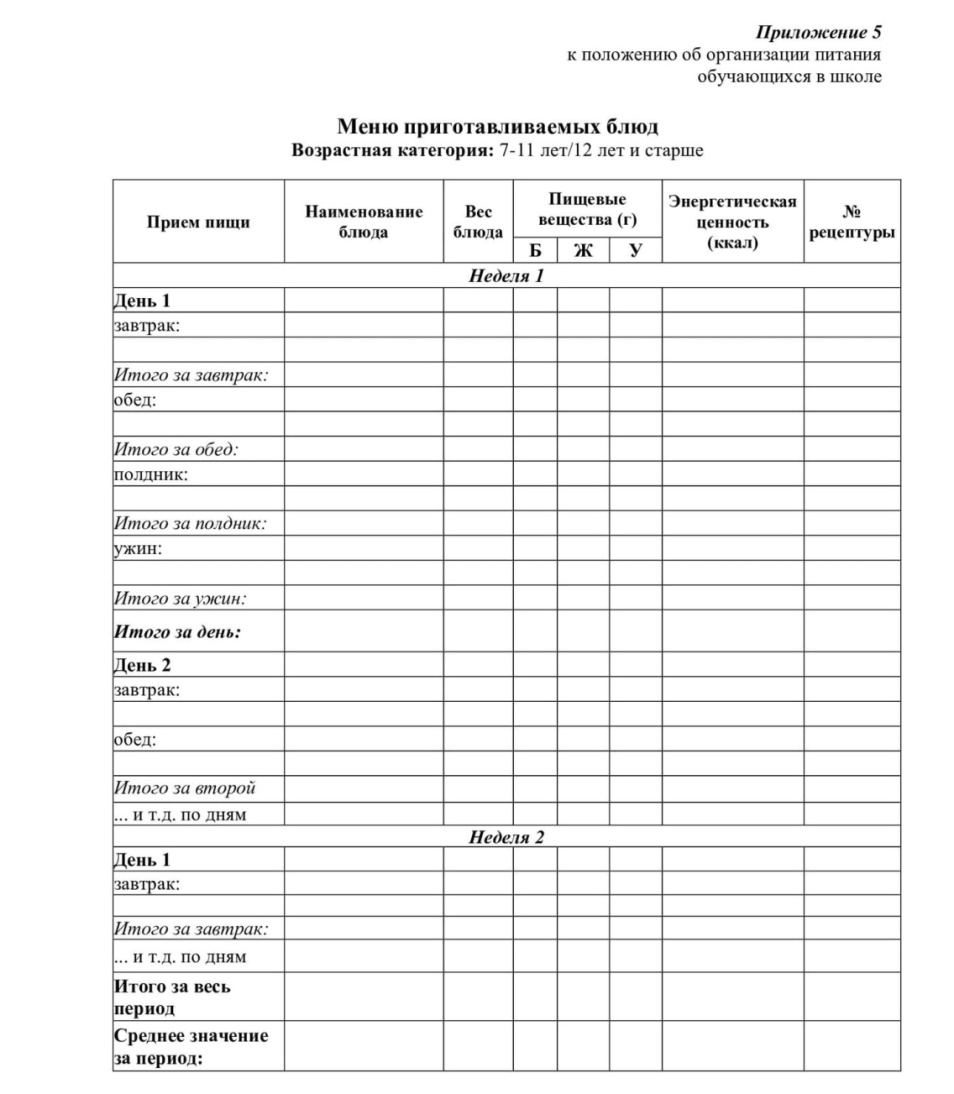 Приложение 5
к положению об организации питания
обучающихся в школе
Меню приготавливаемых блюд
Возрастная категория: 7-11 лет/12 лет и старше
Прием пищи
Наименование
блюда
Вес
блюда
Пищевые
вещества (г)
Б
Ж
У
Энергетическая
ценность
(ккал)
№
рецептуры
Неделя 1
День 1
завтрак:
Итого за завтрак:
обед:
Итого за обед:
полдник:
Итого за полдник:
ужин:
Итого за ужин:
Итого за день:
День 2
завтрак:
обед:
Итого за второй
... и т.д. по дням
Неделя 2
День 1
завтрак:
Итого за завтрак:
... и т.д. по дням
Итого за весь
период
Среднее значение
за период: